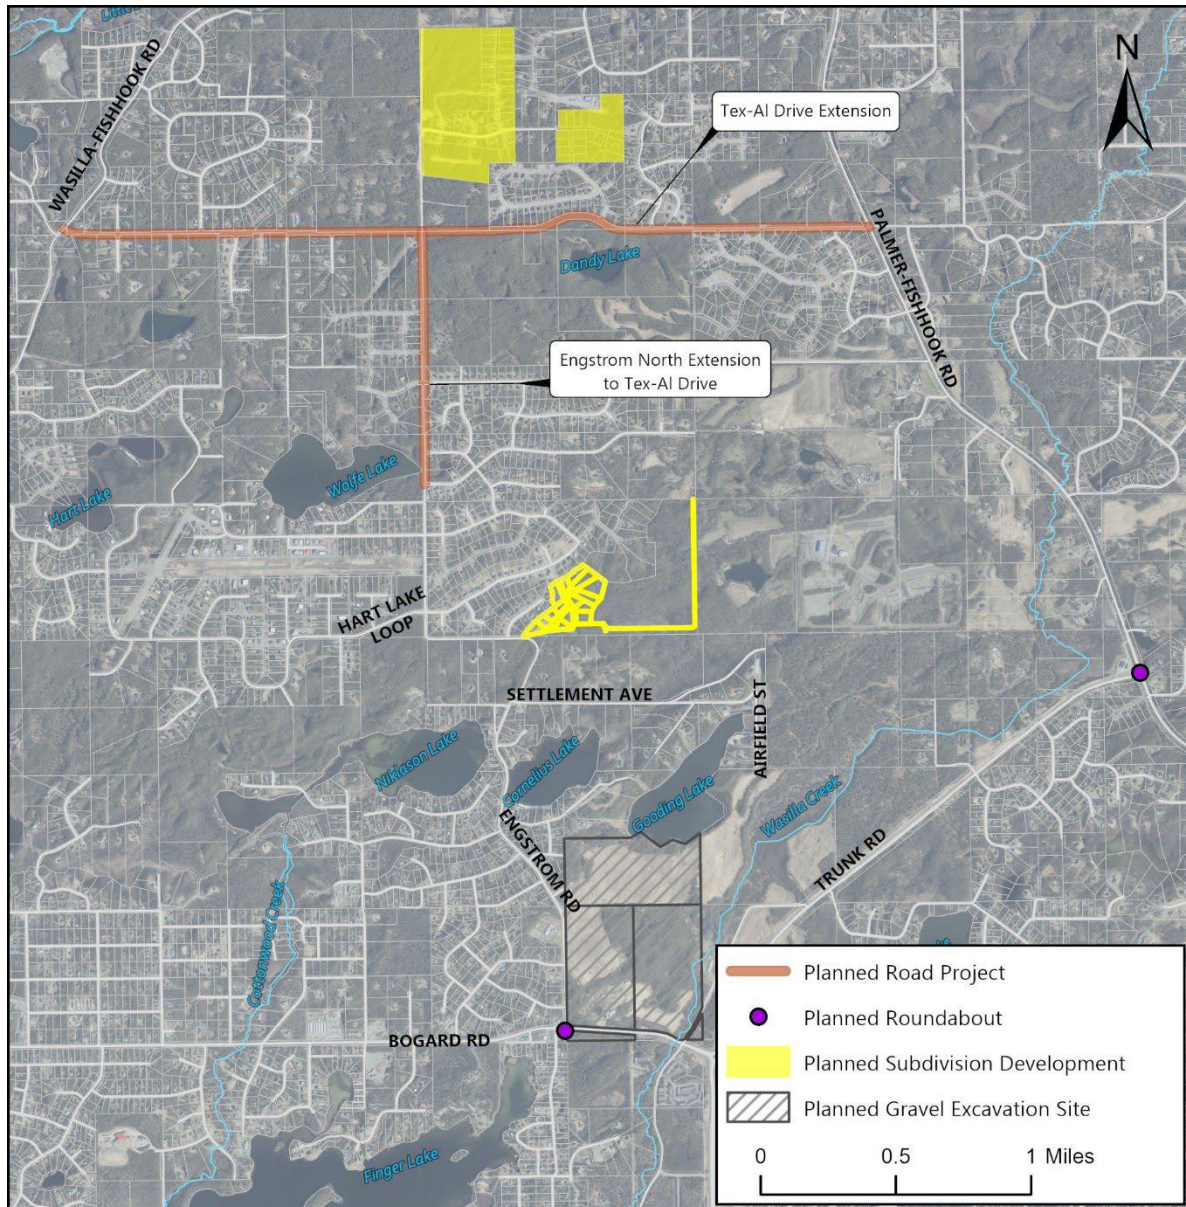 Little
WASILLA-FISHHOOK RD
N
Tex-Al Drive Extension
PALMER-FISHHOOK RD
Dandy Lake
Engstrom North Extension
to Tex-Al Drive
Wolfe Lake
Hart Lake
HART LAKE
LOOP
SETTLEMENT AVE
AIRFIELD ST
Niklason Lake
Cornelius Lake
Gooding Lake
Wasilla Creek
ENGSTROM RD
TRUNK RD
Cottonwood Creek
BOGARD RD
Finger Lake
Planned Road Project
Planned Roundabout
Planned Subdivision Development
Planned Gravel Excavation Site
0 0.5 1 Miles